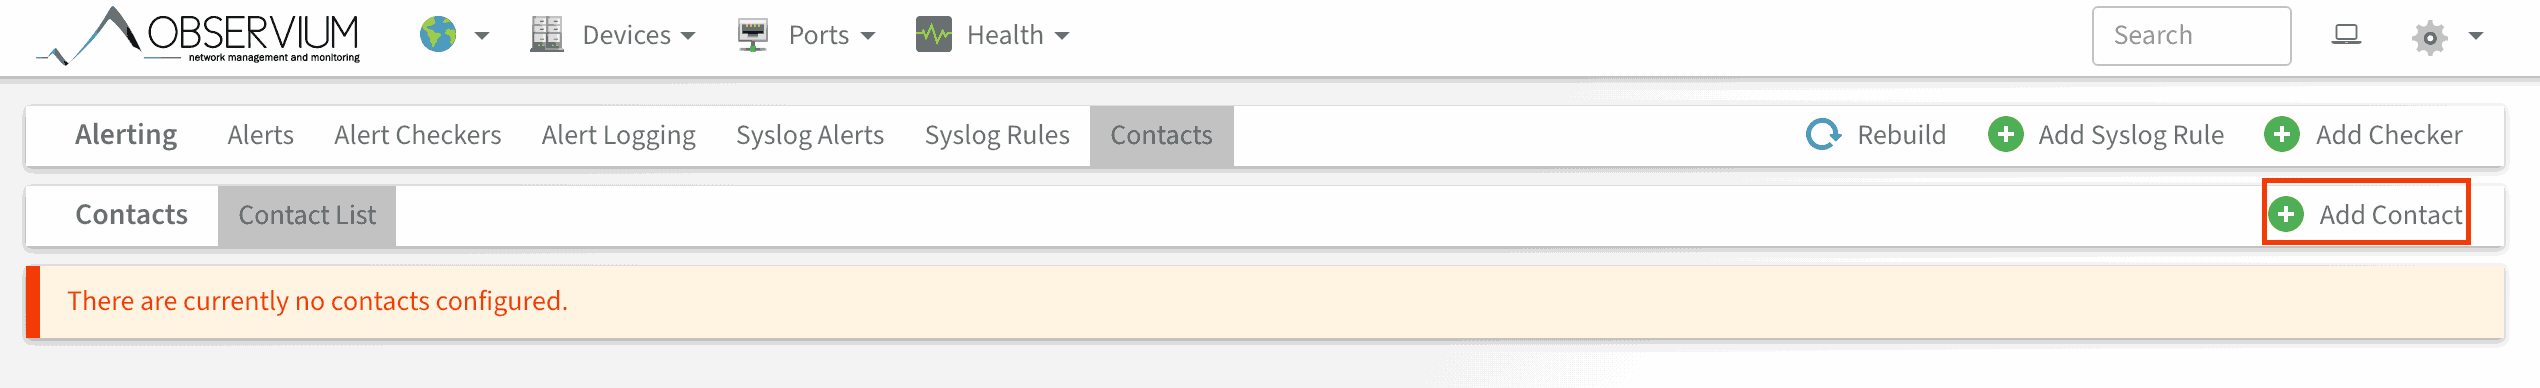 OBSERVIUM
network management and monitoring
Devices Ports Health Search
Alerting Alerts Alert Checkers Alert Logging Syslog Alerts Syslog Rules Contacts Rebuild Add Syslog Rule Add Checker
Contacts Contact List Add Contact
There are currently no contacts configured.